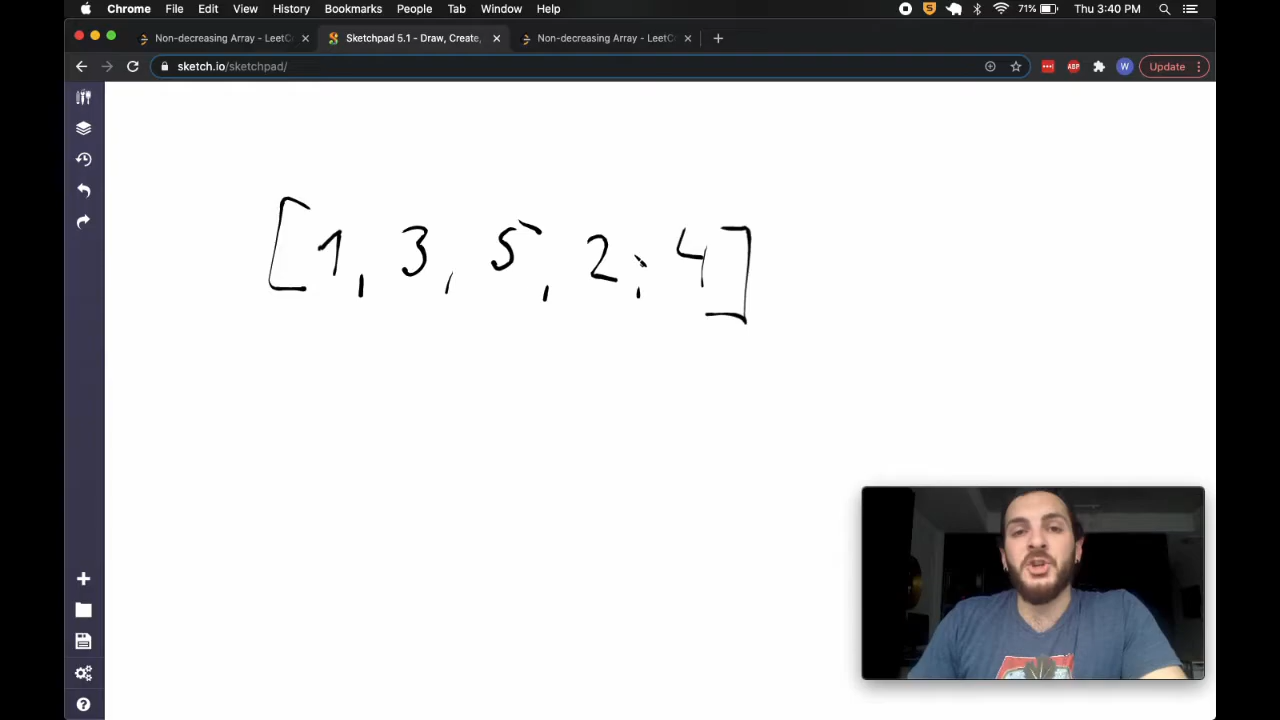 Chrome File Edit View History Bookmarks People Tab Window Help S 71% Thu 3:40 PM
Non-decreasing Array - LeetC Sketchpad 5.1 - Draw, Create, Non-decreasing Array - LeetC
sketch.io/sketchpad/ ABP W Update
[1, 3, 5, 2, 4]